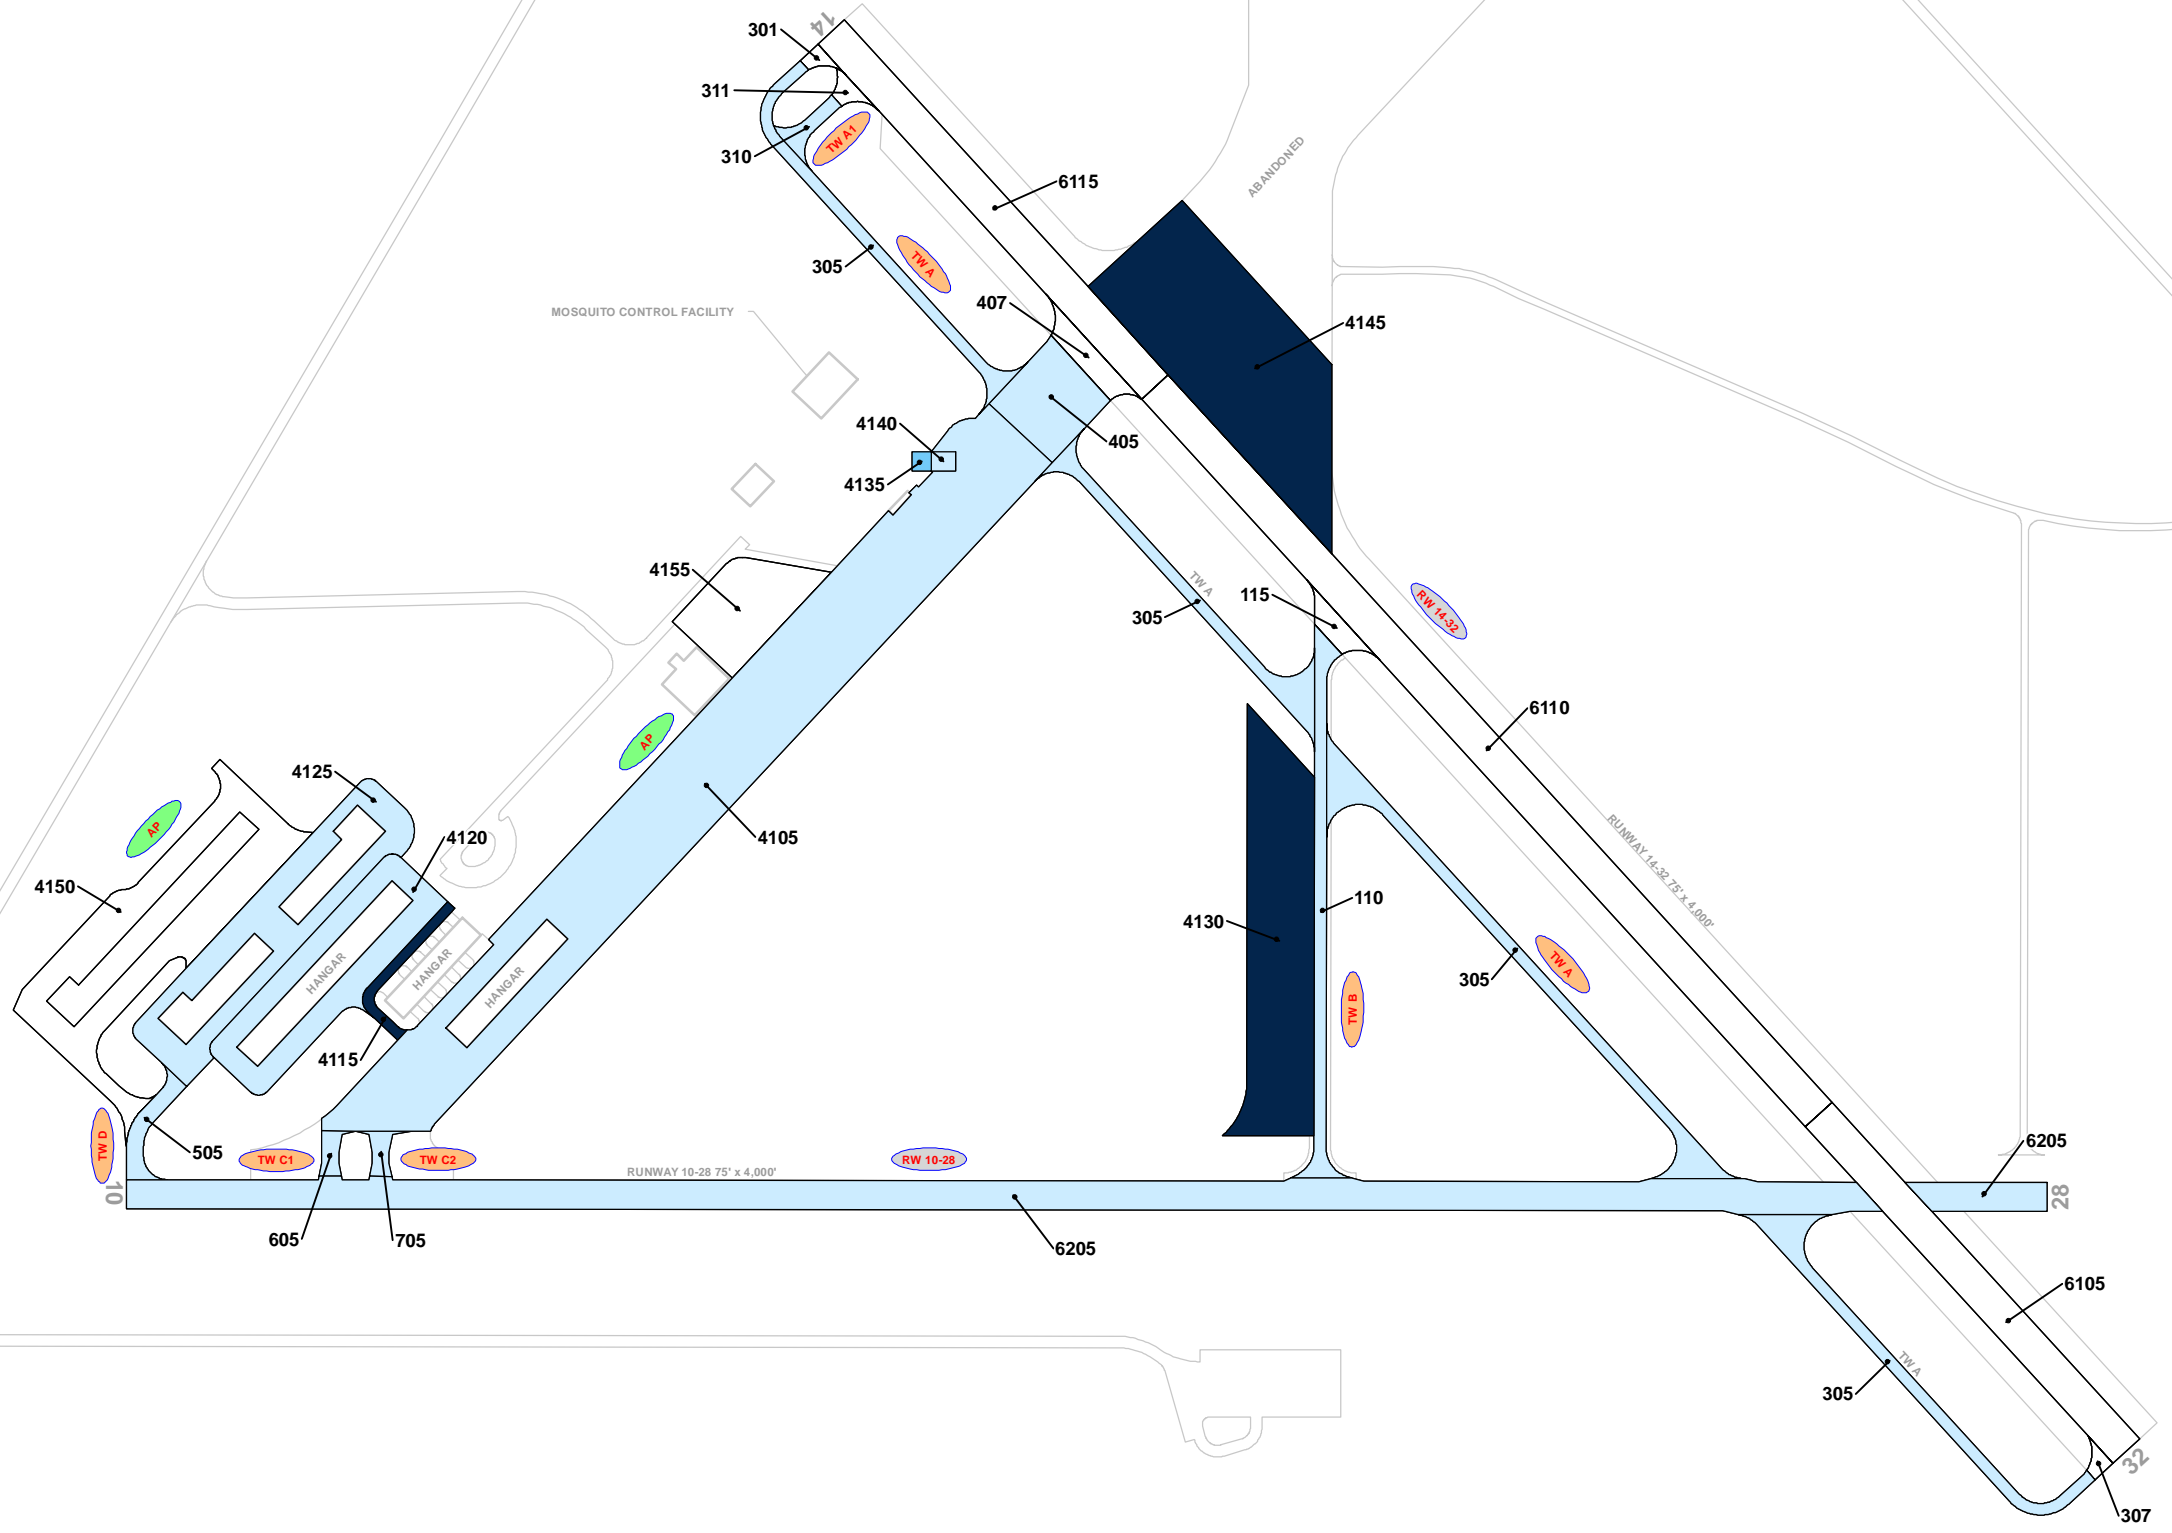 14
301
311
TW A1
310
ABANDONED
6115
TW A
305
407
MOSQUITO CONTROL FACILITY
4145
4140
405
4135
4155
TW A
115
RW 14-32
305
6110
AP
4125
AP
4120
4105
RUNWAY 14-32 75' x 4,000'
4150
110
4130
HANGAR
HANGAR
HANGAR
TW A
305
TW B
4115
TW D
505
TW C1
TW C2
RW 10-28
RUNWAY 10-28 75' x 4,000'
6205
10
28
605
705
6205
6105
TW A
305
32
307